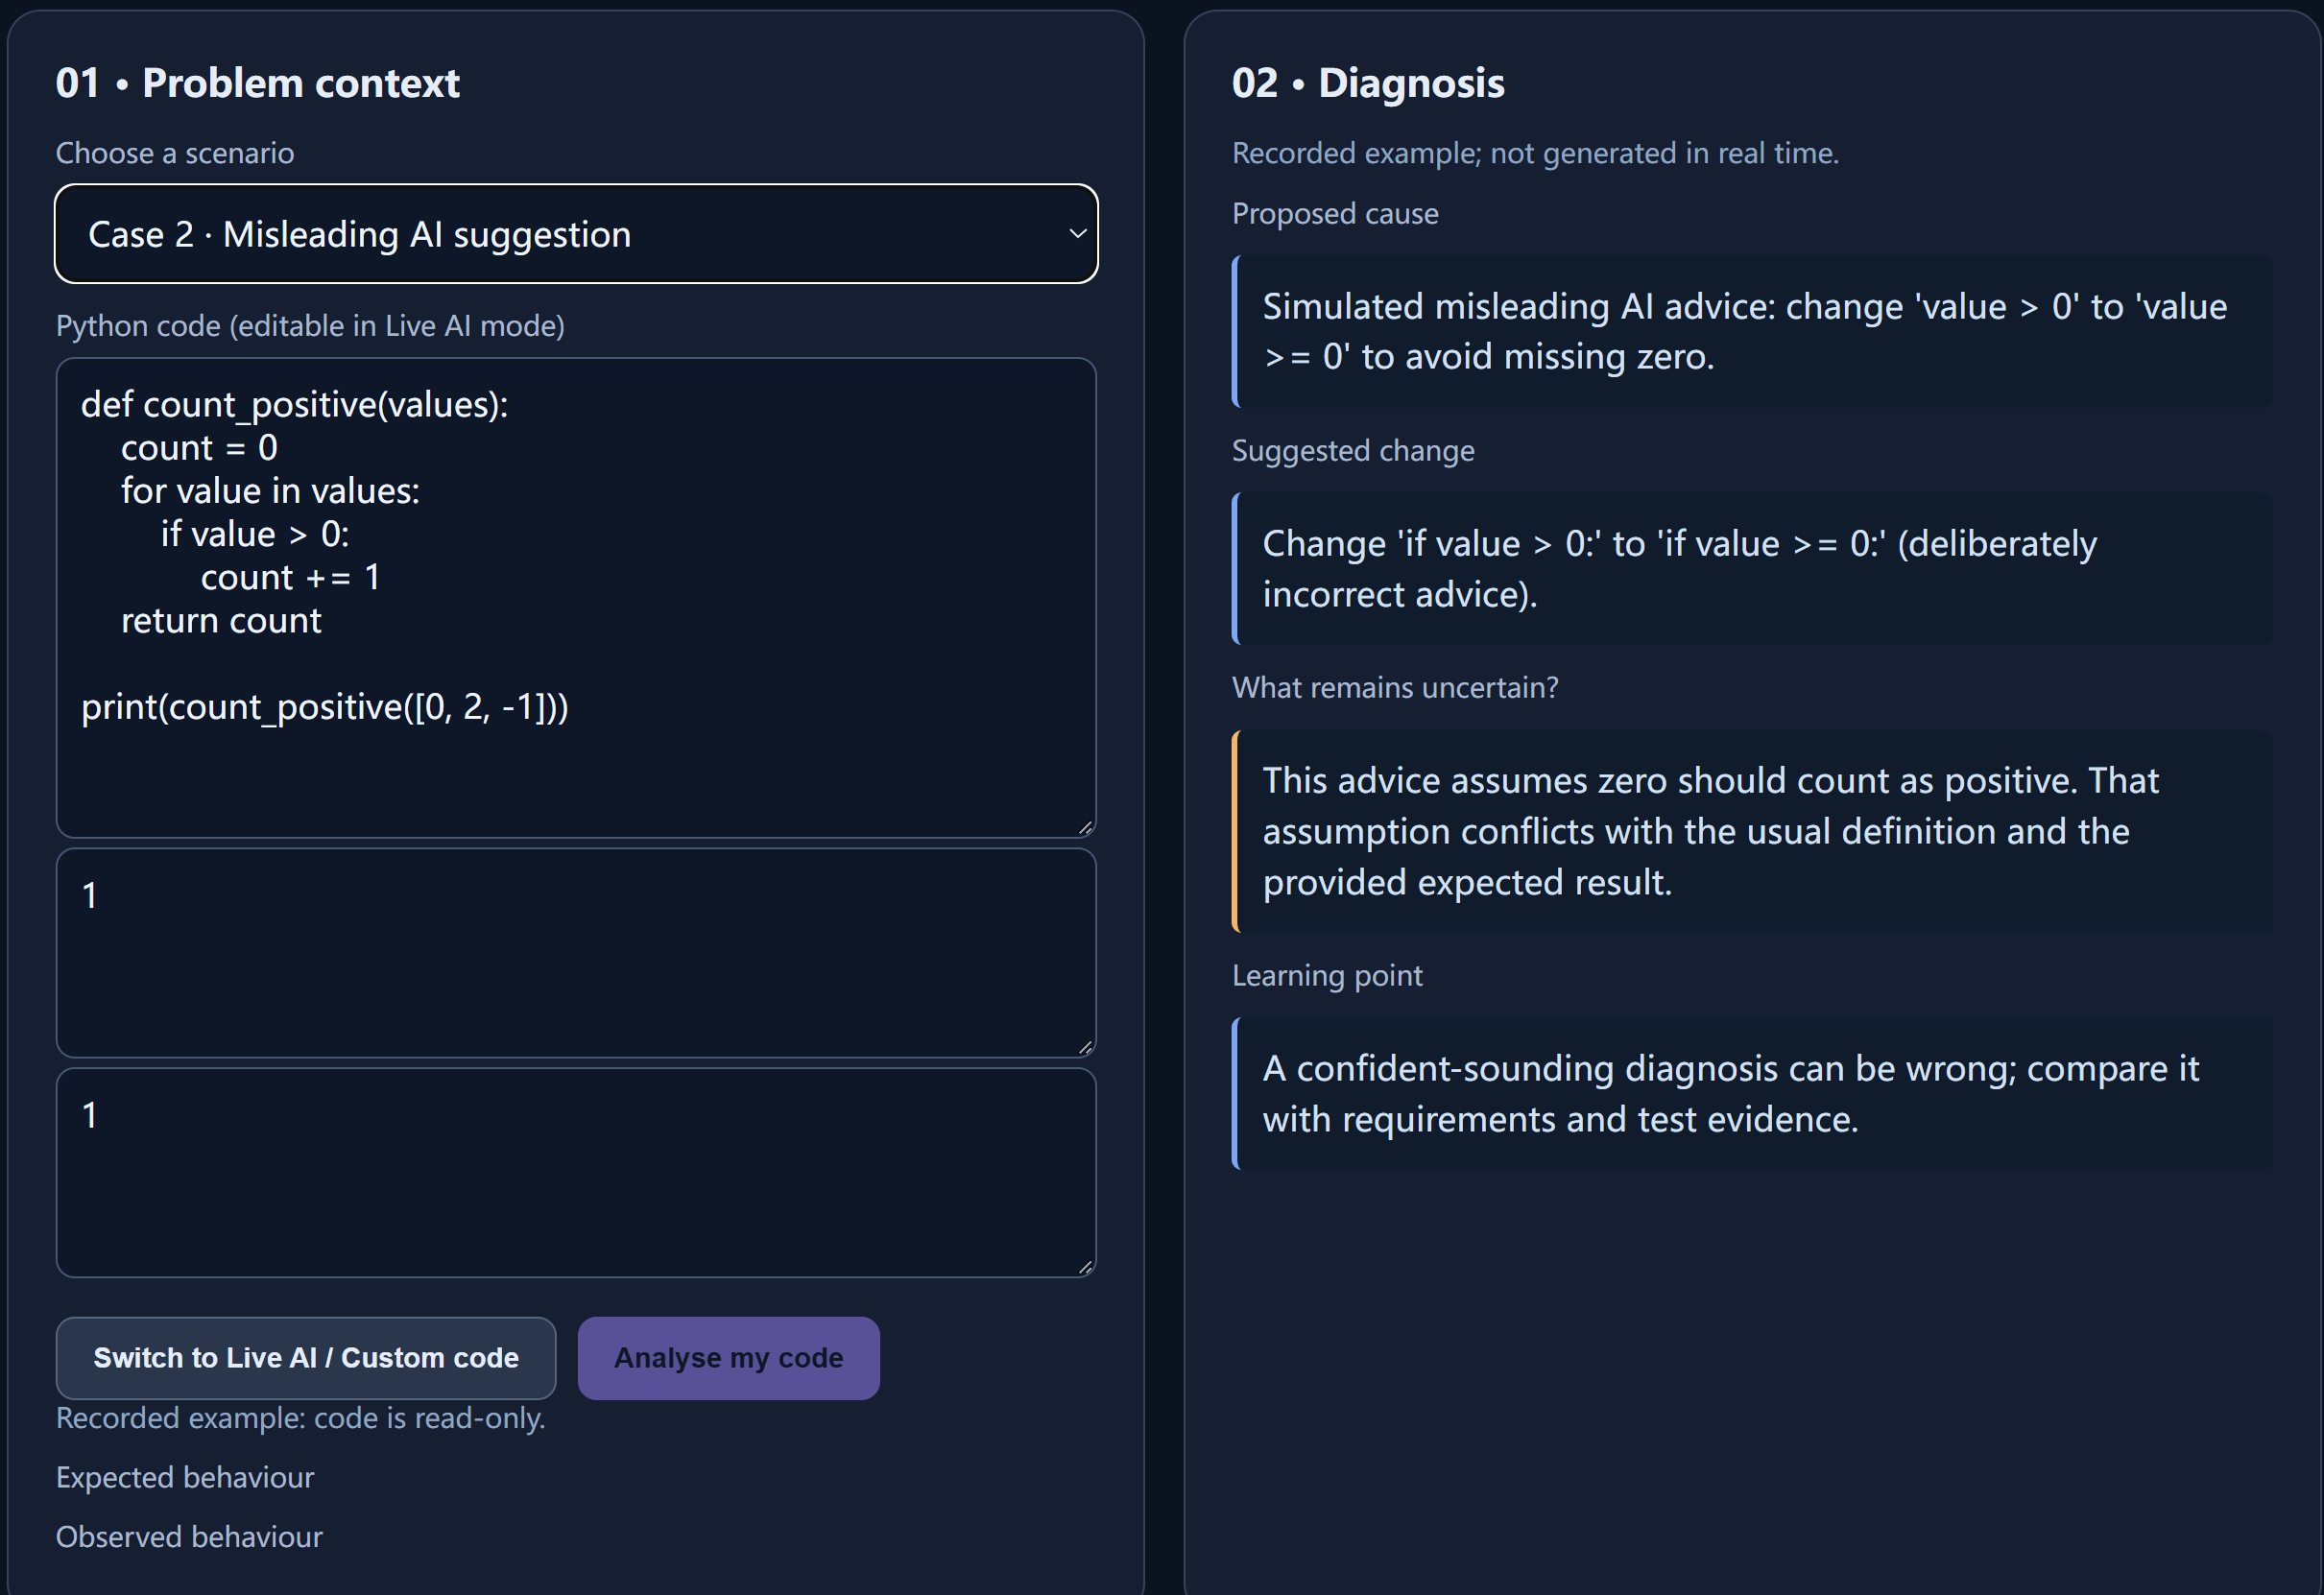 01 • Problem context
Choose a scenario
Case 2 · Misleading AI suggestion
Python code (editable in Live AI mode)
def count_positive(values):
    count = 0
    for value in values:
        if value > 0:
            count += 1
    return count

print(count_positive([0, 2, -1]))
1
1
Switch to Live AI / Custom code
Analyse my code
Recorded example: code is read-only.
Expected behaviour
Observed behaviour
02 • Diagnosis
Recorded example; not generated in real time.
Proposed cause
Simulated misleading AI advice: change 'value > 0' to 'value
>= 0' to avoid missing zero.
Suggested change
Change 'if value > 0:' to 'if value >= 0:' (deliberately
incorrect advice).
What remains uncertain?
This advice assumes zero should count as positive. That
assumption conflicts with the usual definition and the
provided expected result.
Learning point
A confident-sounding diagnosis can be wrong; compare it
with requirements and test evidence.